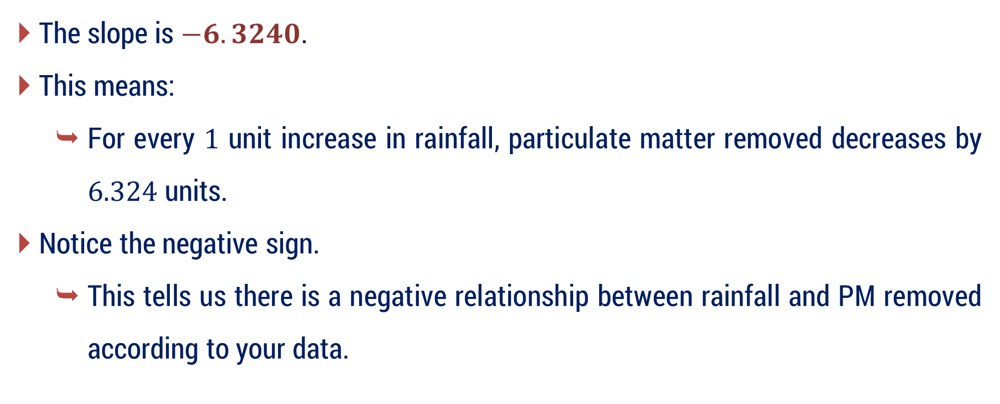 The slope is −6.3240.
This means:
For every 1 unit increase in rainfall, particulate matter removed decreases by
6.324 units.
Notice the negative sign.
This tells us there is a negative relationship between rainfall and PM removed
according to your data.